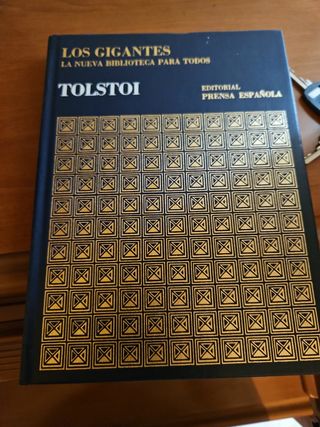 LOS GIGANTES
LA NUEVA BIBLIOTECA PARA TODOS
TOLSTOI
EDITORIAL
PRENSA ESPAÑOLA